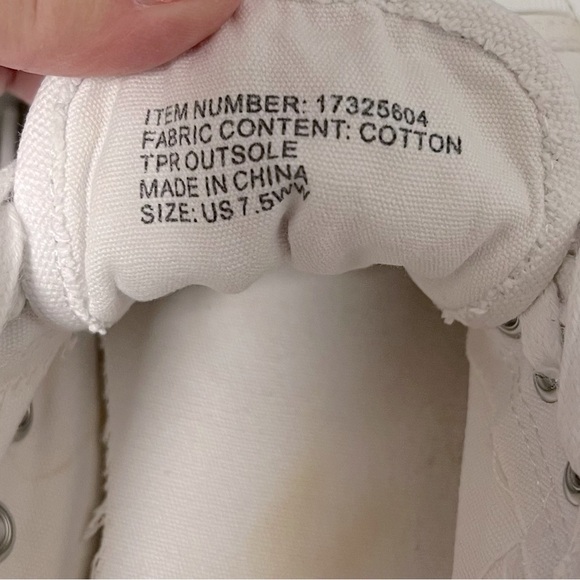 ITEM NUMBER: 17325604
FABRIC CONTENT: COTTON
TPR OUTSOLE
MADE IN CHINA
SIZE: US 7.5WW